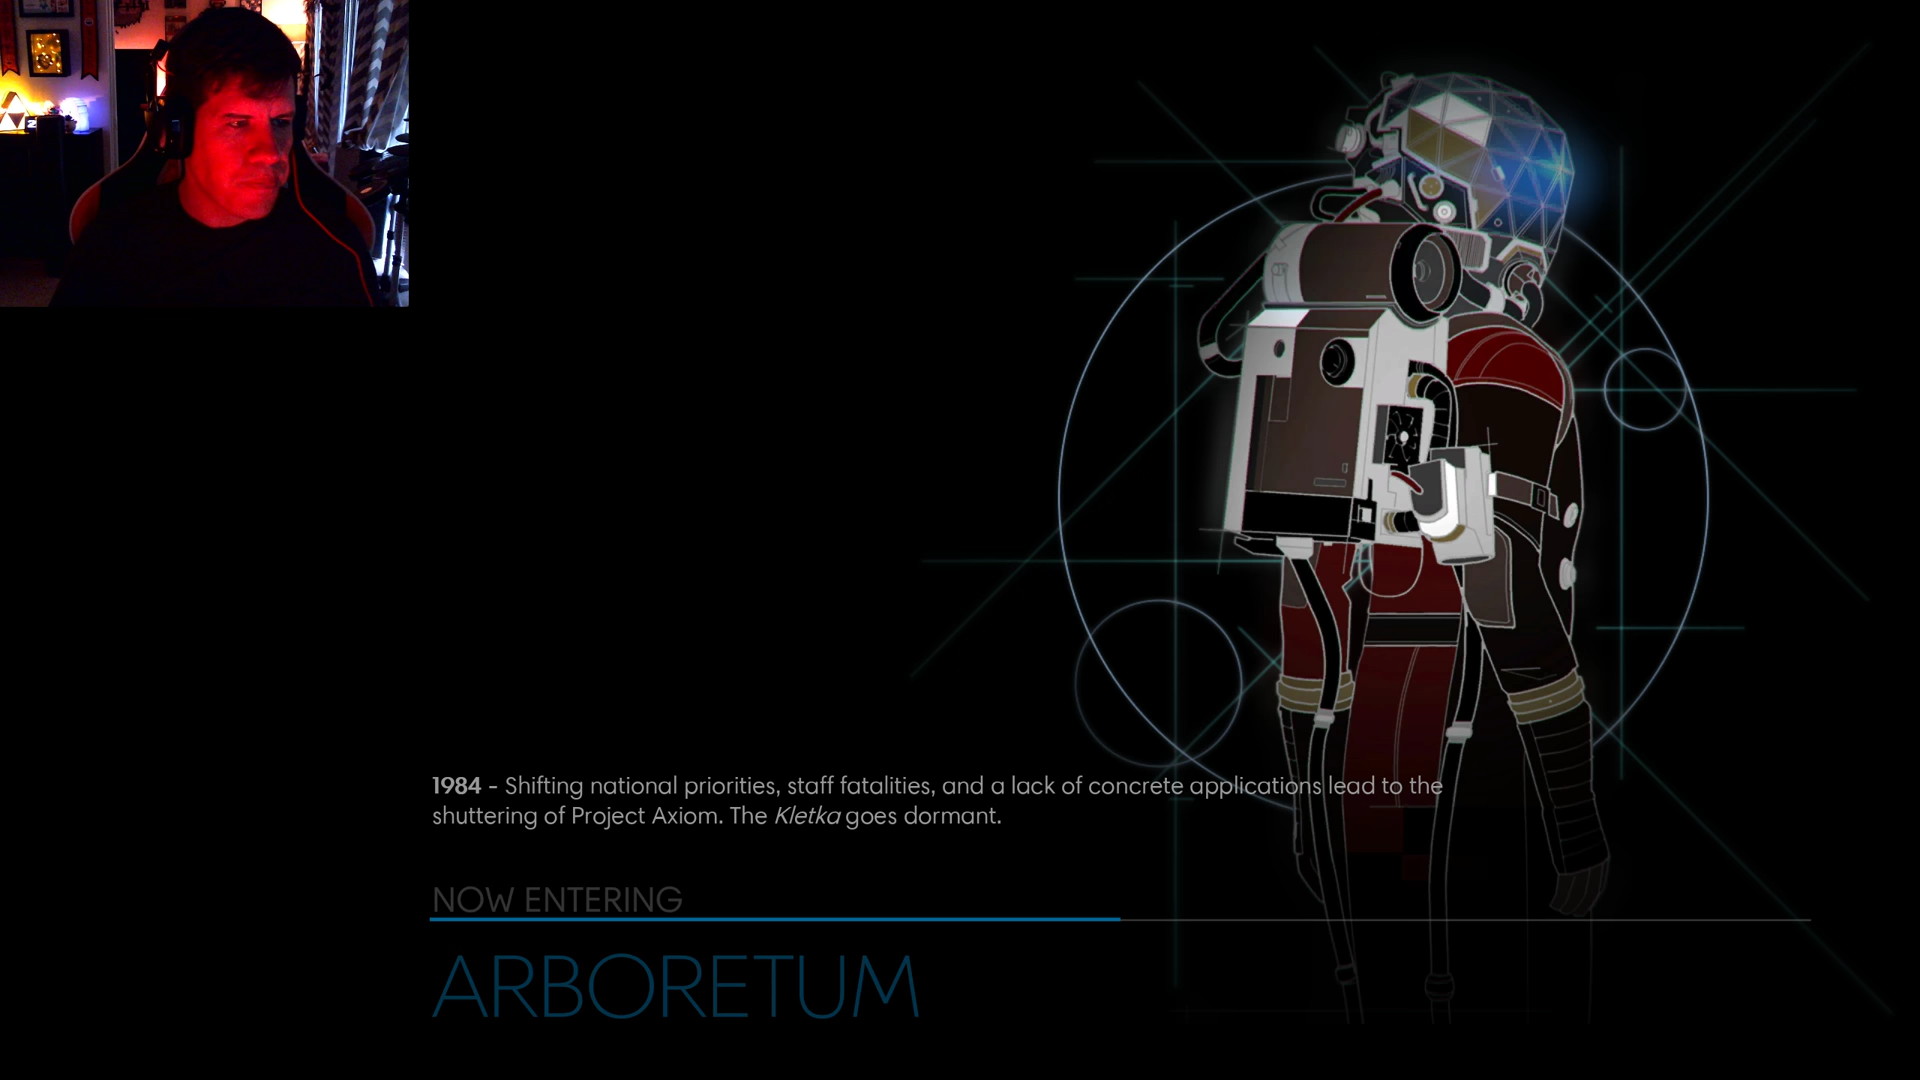 1984 - Shifting national priorities, staff fatalities, and a lack of concrete applications lead to the
shuttering of Project Axiom. The Kletka goes dormant.
NOW ENTERING
ARBORETUM